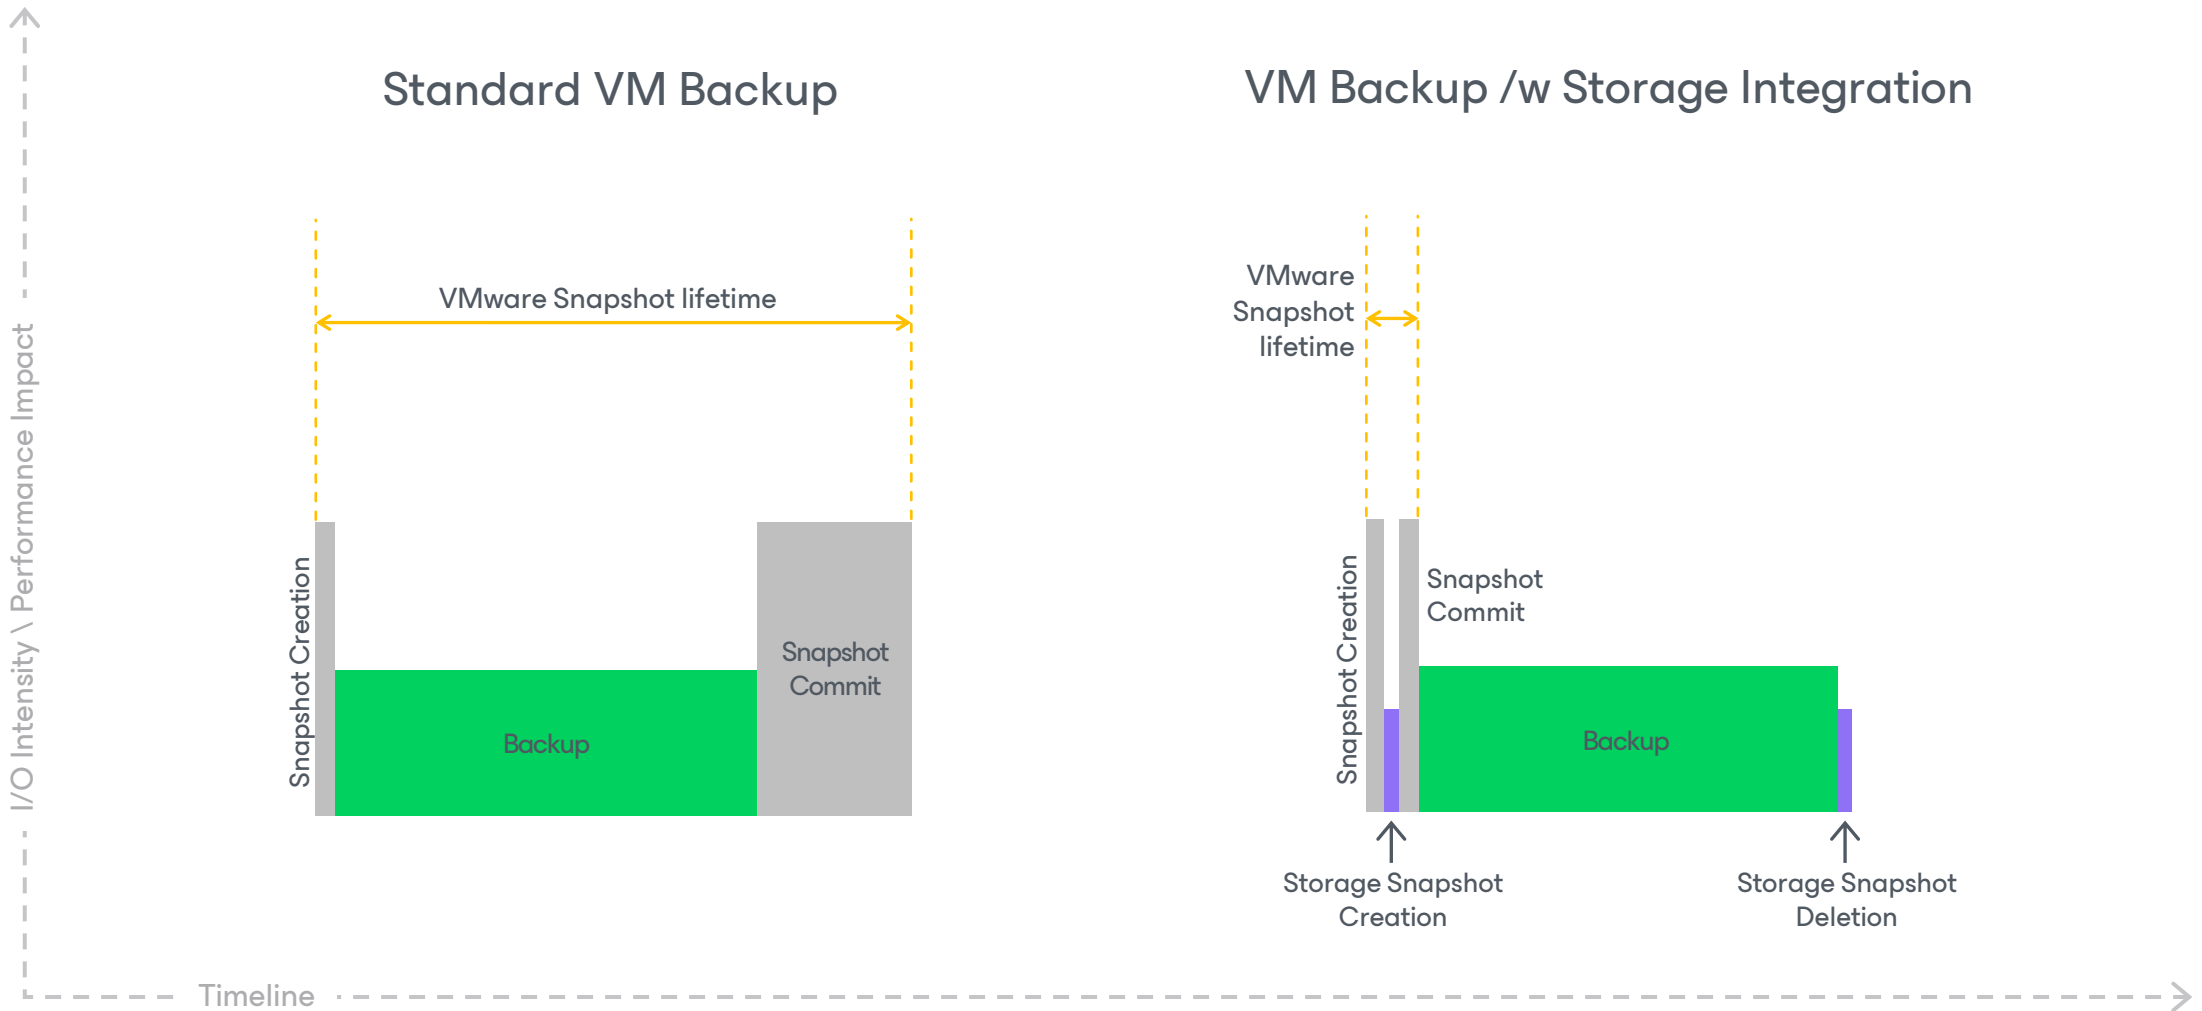 Standard VM Backup
VM Backup /w Storage Integration
I/O Intensity \ Performance Impact
VMware Snapshot lifetime
Snapshot Creation
Backup
Snapshot
Commit
VMware
Snapshot
lifetime
Snapshot Creation
Snapshot
Commit
Backup
Storage Snapshot
Creation
Storage Snapshot
Deletion
Timeline